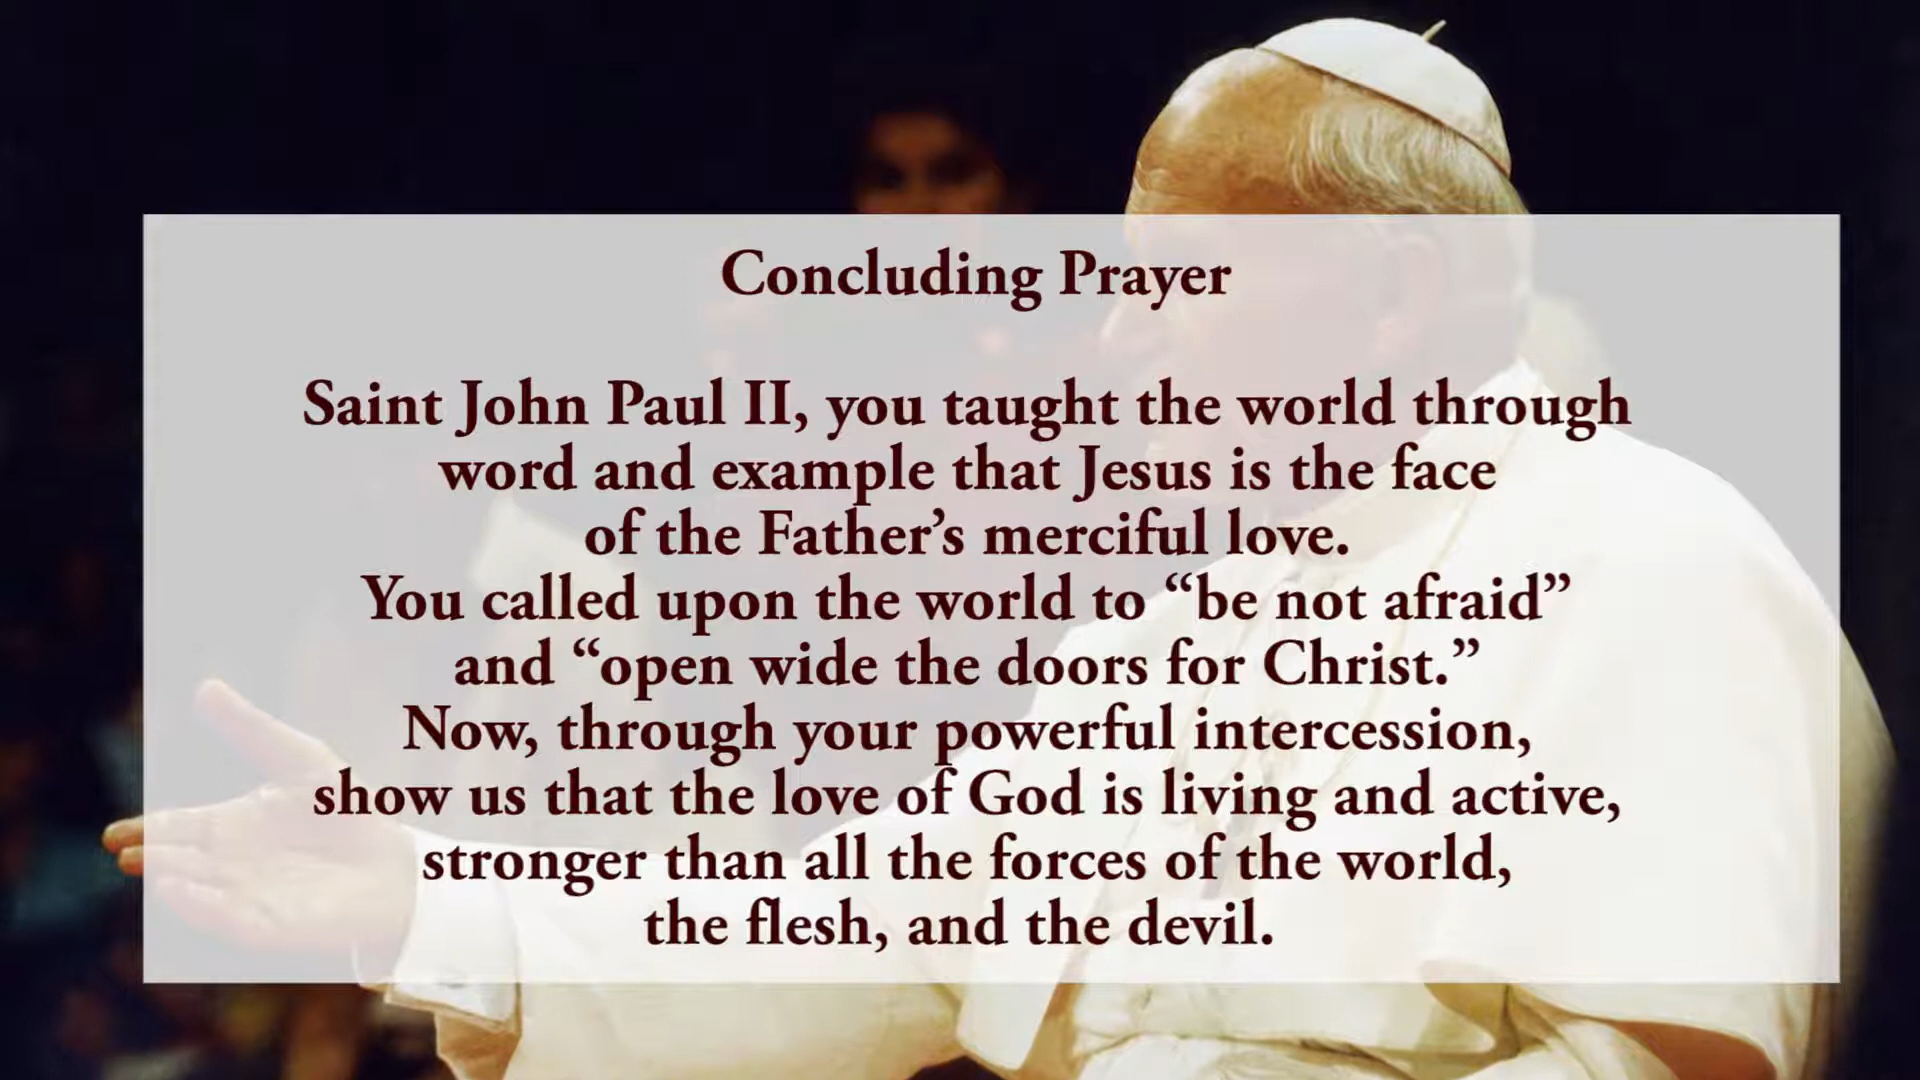 Concluding Prayer
Saint John Paul II, you taught the world through
word and example that Jesus is the face
of the Father’s merciful love.
You called upon the world to “be not afraid”
and “open wide the doors for Christ.”
Now, through your powerful intercession,
show us that the love of God is living and active,
stronger than all the forces of the world,
the flesh, and the devil.